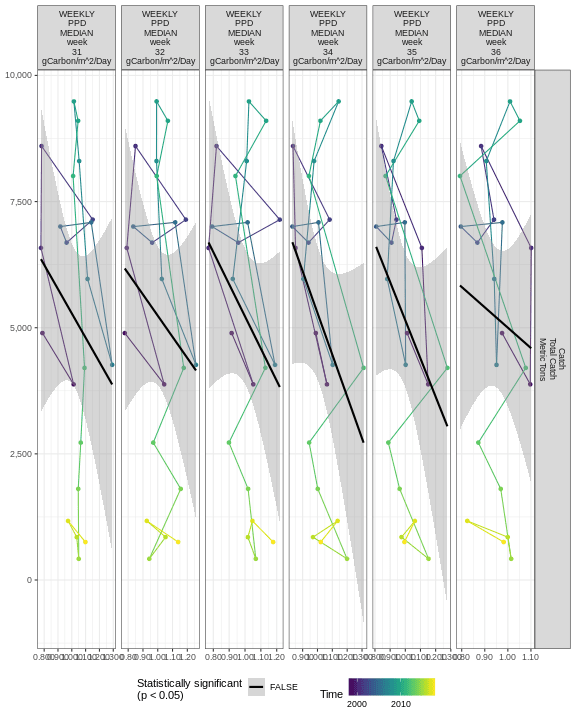 WEEKLY
PPD
MEDIAN
week
31
gCarbon/m^2/Day
WEEKLY
PPD
MEDIAN
week
32
gCarbon/m^2/Day
WEEKLY
PPD
MEDIAN
week
33
gCarbon/m^2/Day
WEEKLY
PPD
MEDIAN
week
34
gCarbon/m^2/Day
WEEKLY
PPD
MEDIAN
week
35
gCarbon/m^2/Day
WEEKLY
PPD
MEDIAN
week
36
gCarbon/m^2/Day
10,000
7,500
5,000
2,500
0
Catch
Total Catch
Metric Tons
0.80 0.90 1.00 1.10 1.20 1.30
0.80 0.90 1.00 1.10 1.20
0.80 0.90 1.00 1.10 1.20
0.90 1.00 1.10 1.20 1.30
0.80 0.90 1.00 1.10 1.20 1.30
0.80 0.90 1.00 1.10
Statistically significant
(p < 0.05)
FALSE
Time
2000 2010